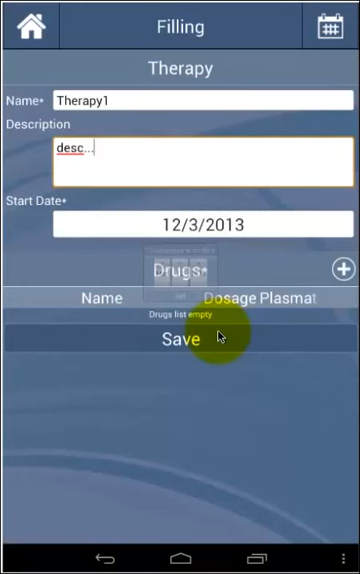 Filling
Therapy
Name* Therapy1
Description
desc...
Start Date*
12/3/2013
Drugs*
Name Dosage Plasmat
Drugs list empty
Save